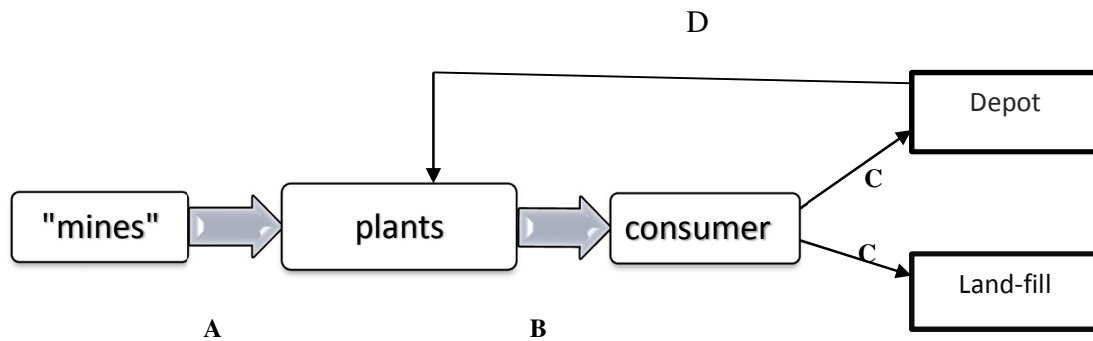 D
Depot
C
"mines"
plants
consumer
C
Land-fill
A
B